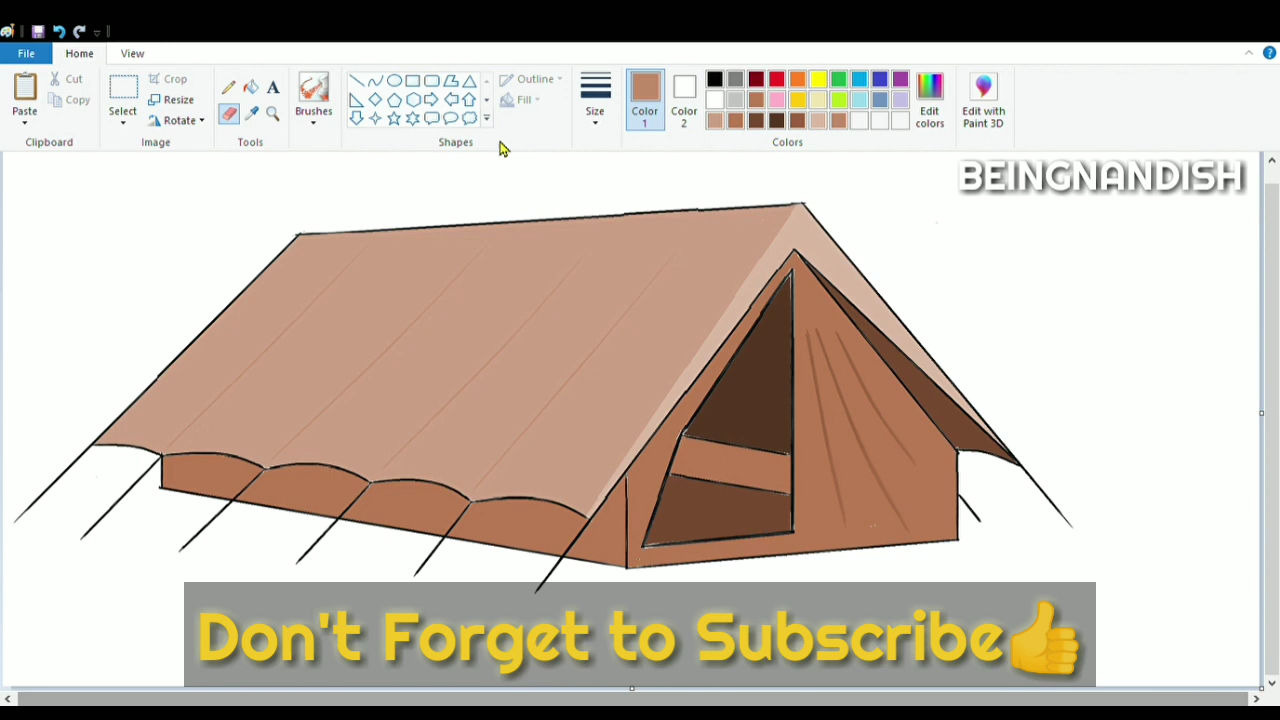 File Home View
Cut
Copy
Paste
Clipboard
Select
Crop
Resize
Rotate
Image
A
Tools
Brushes
Outline
Fill
Shapes
Size
Color
1
Color
2
Edit
colors
Colors
Edit with
Paint 3D
BEINGNANDISH
Don't Forget to Subscribe👍